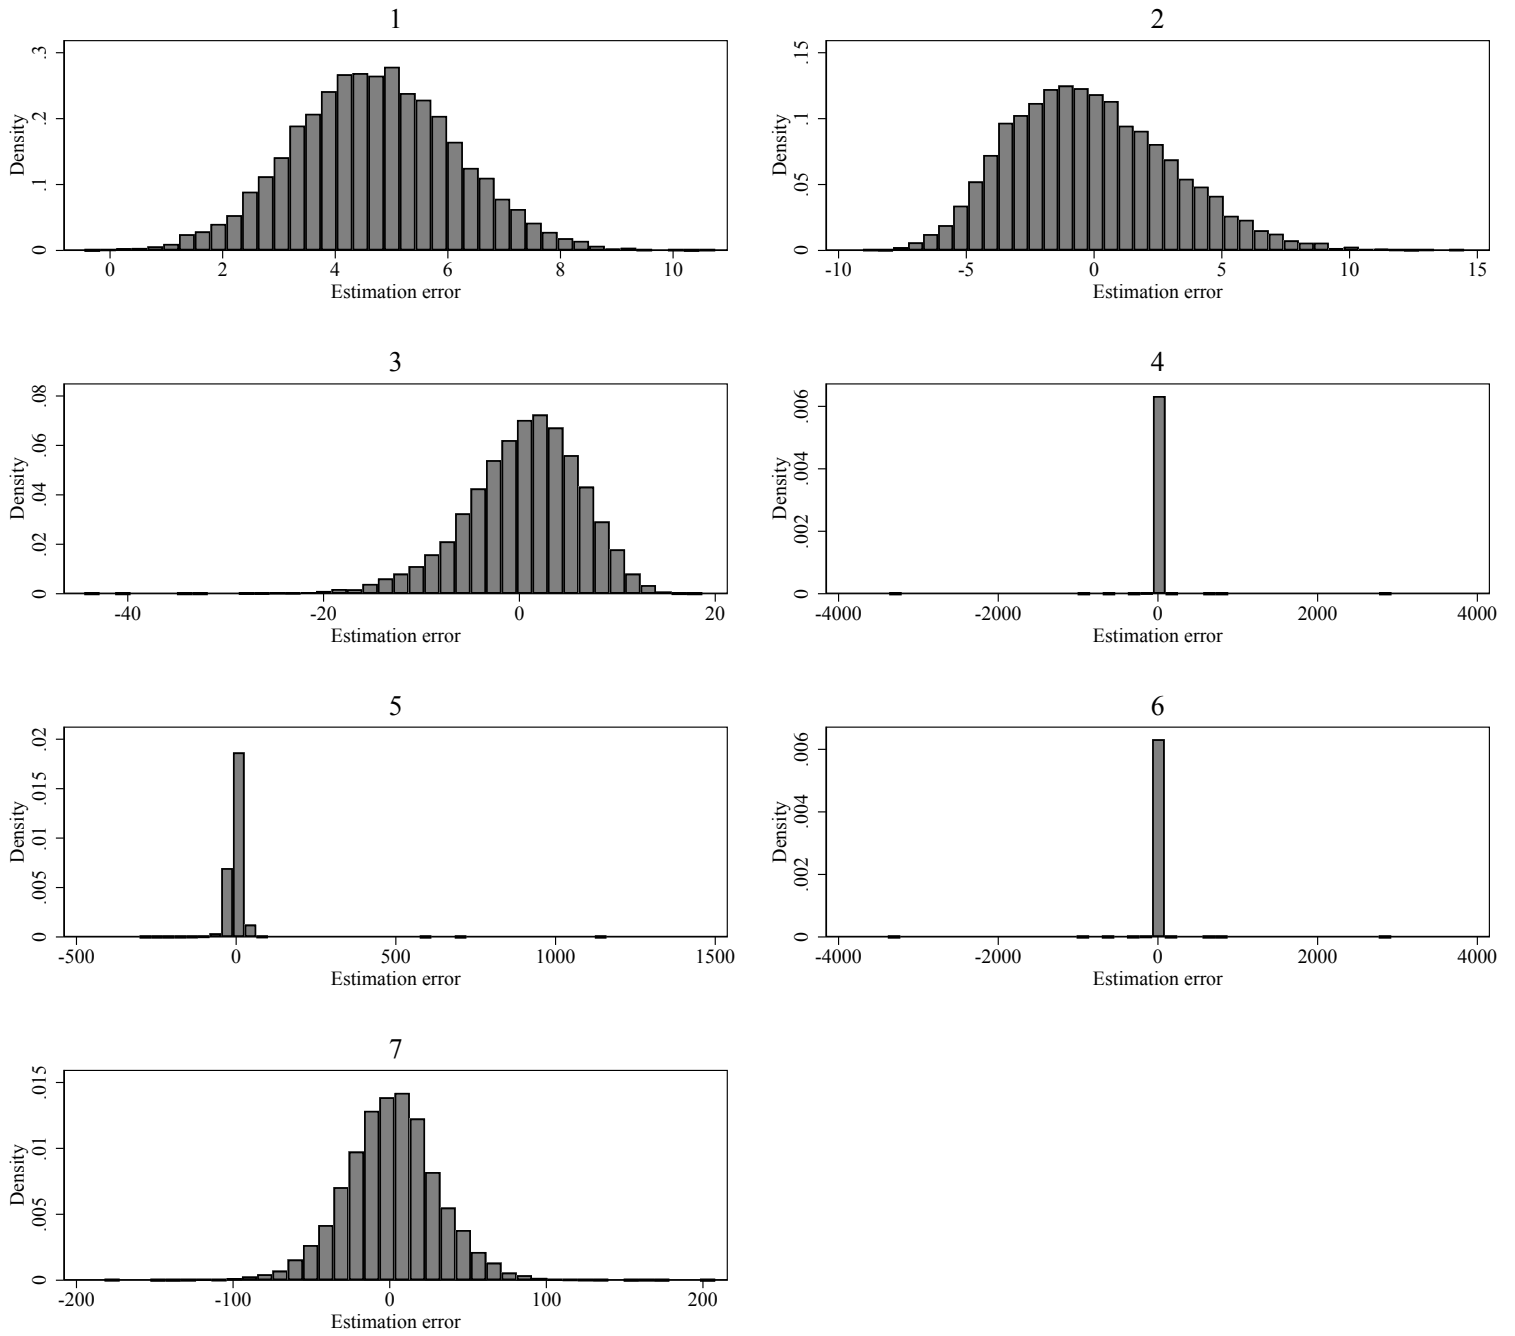 1
Density
0 .1 .2 .3
0 2 4 6 8 10
Estimation error
2
Density
0 .05 .1 .15
-10 -5 0 5 10 15
Estimation error
3
Density
0 .02 .04 .06 .08
-40 -20 0 20
Estimation error
4
Density
0 .002 .004 .006
-4000 -2000 0 2000 4000
Estimation error
5
Density
0 .005 .01 .015 .02
-500 0 500 1000 1500
Estimation error
6
Density
0 .002 .004 .006
-4000 -2000 0 2000 4000
Estimation error
7
Density
0 .005 .01 .015
-200 -100 0 100 200
Estimation error